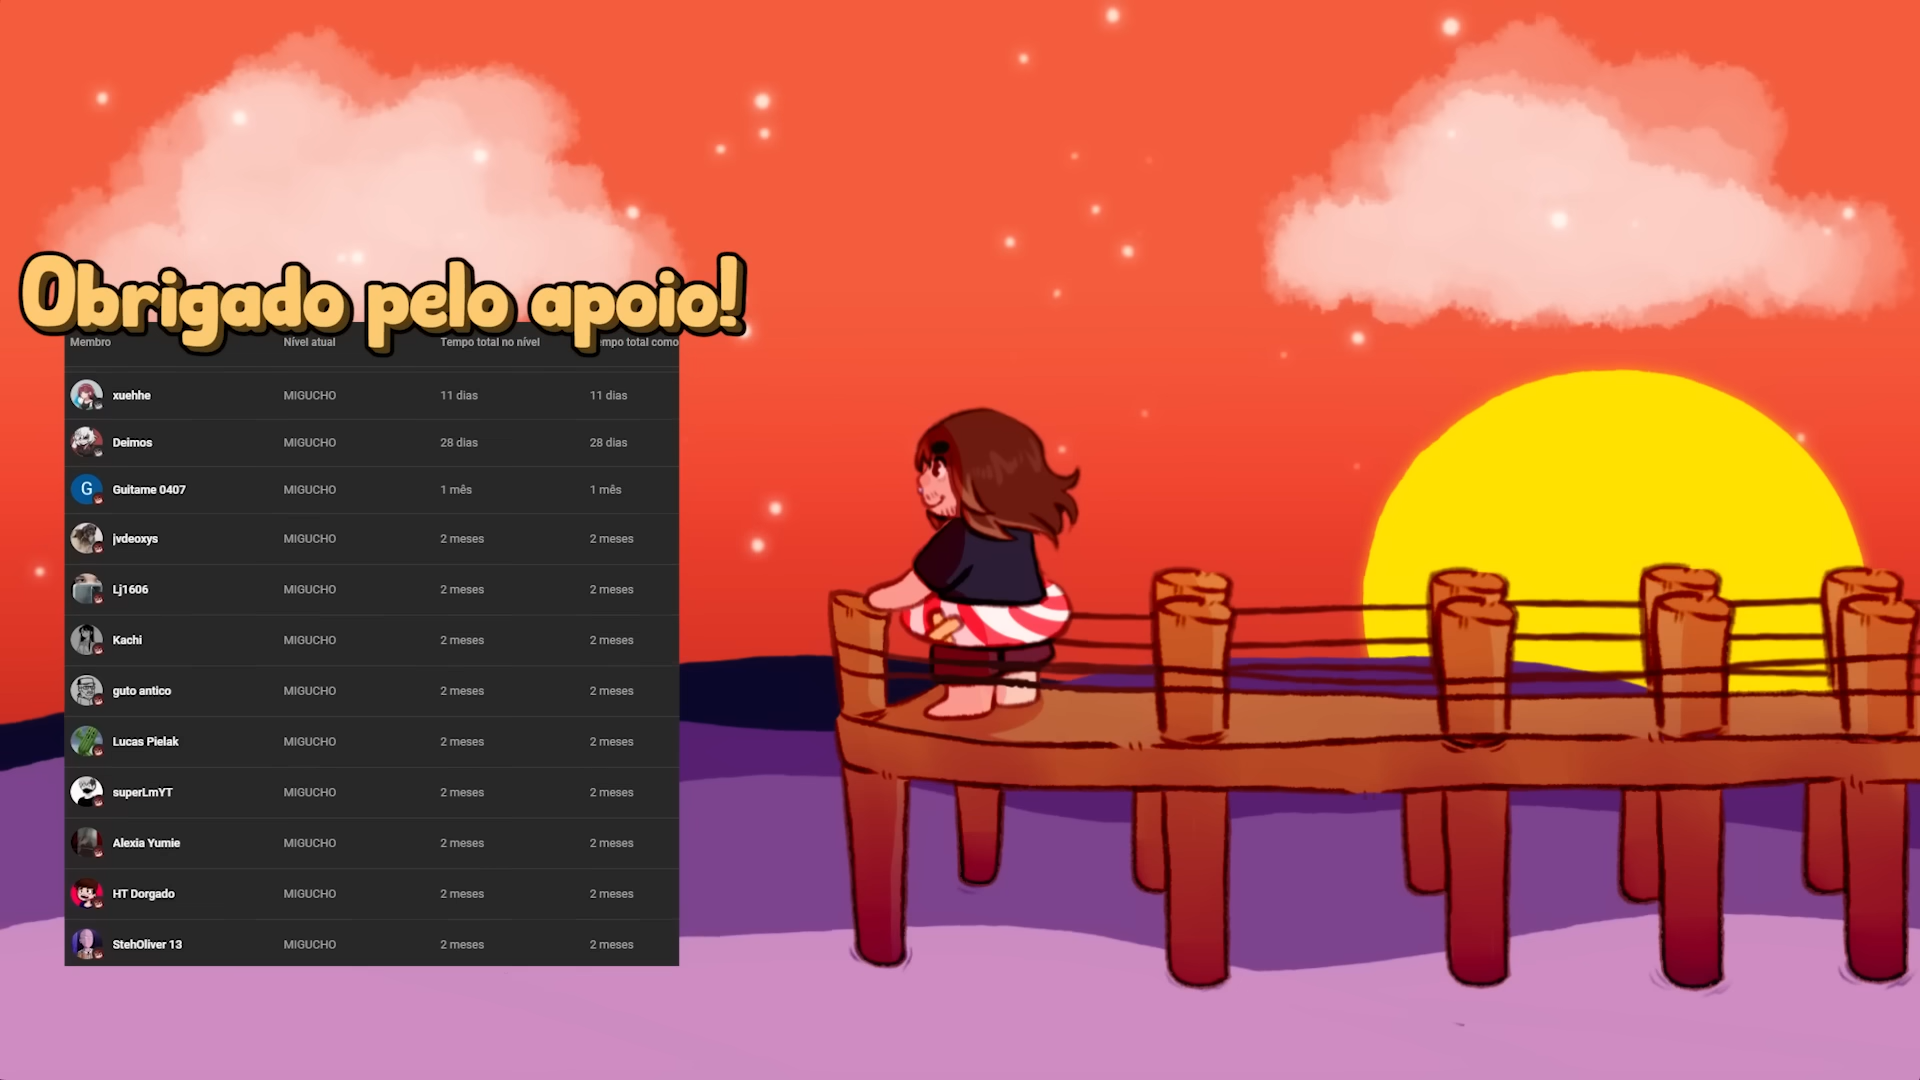 Obrigado pelo apoio!
Membro Nível atual Tempo total no nível empo total como
xuehhe MIGUCHO 11 dias 11 dias
Deimos MIGUCHO 28 dias 28 dias
G Guitame 0407 MIGUCHO 1 mês 1 mês
jvdeoxys MIGUCHO 2 meses 2 meses
Lj1606 MIGUCHO 2 meses 2 meses
Kachi MIGUCHO 2 meses 2 meses
guto antico MIGUCHO 2 meses 2 meses
Lucas Pielak MIGUCHO 2 meses 2 meses
superLmYT MIGUCHO 2 meses 2 meses
Alexia Yumie MIGUCHO 2 meses 2 meses
HT Dorgado MIGUCHO 2 meses 2 meses
StehOliver 13 MIGUCHO 2 meses 2 meses